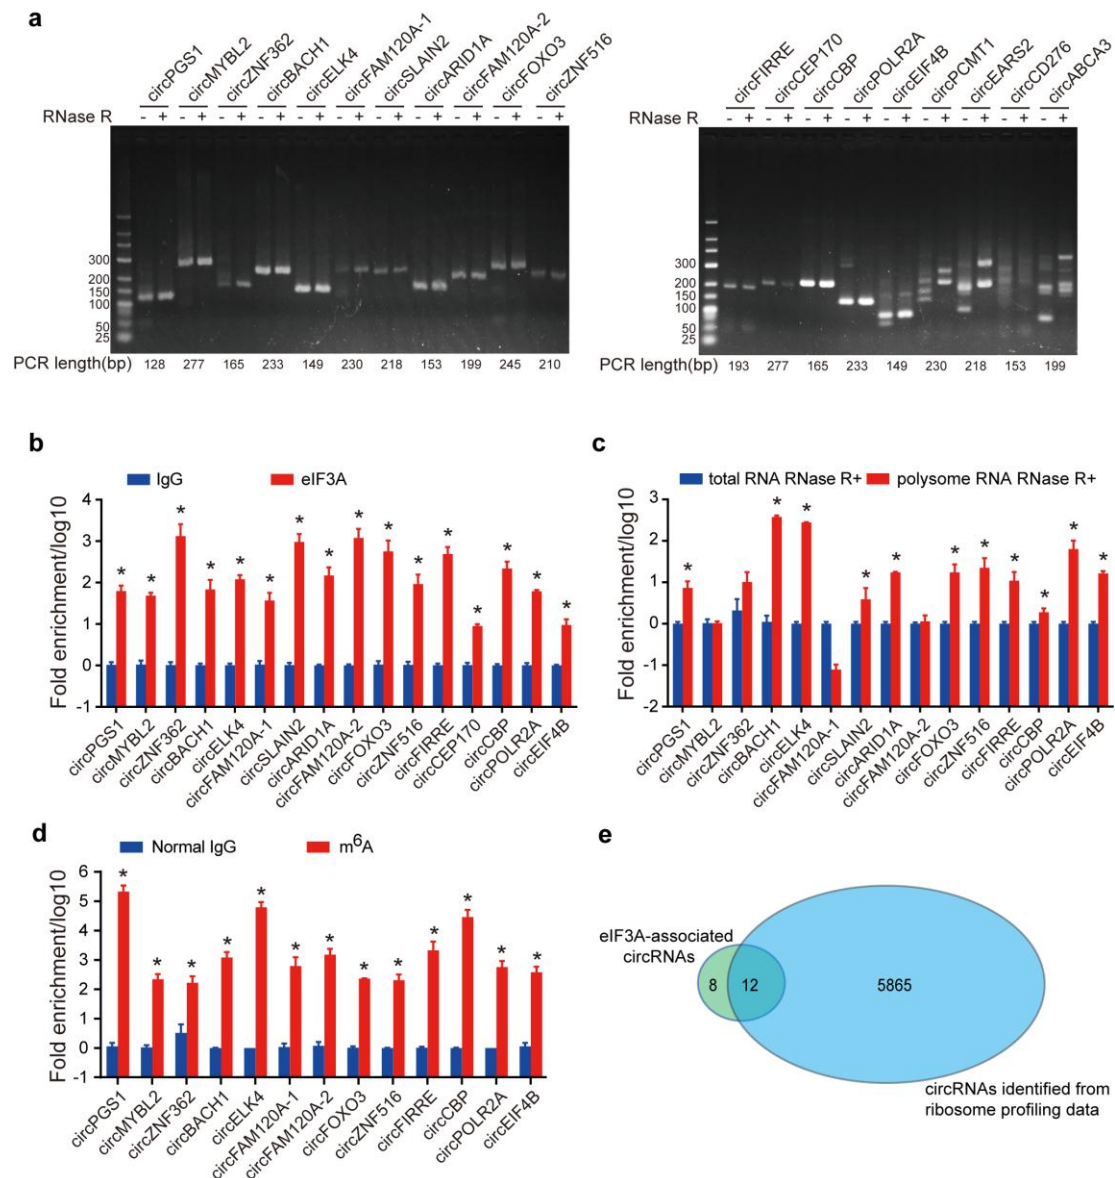 a
circPGS1 circMYBL2 circZNF362 circBACH1 circELK4 circFAM120A-1 circSLAIN2 circARID1A circFAM120A-2 circFOXO3 circZNF516
RNase R - + - + - + - + - + - + - + - + - + - + - +
300
200
150
100
50
25
PCR length(bp) 128 277 165 233 149 230 218 153 199 245 210
circFIRRE circCEP170 circCBP circPOLR2A circEIF4B circPCMT1 circEARS2 circCD276 circABCA3
RNase R - + - + - + - + - + - + - + - + - +
300
200
150
100
50
25
PCR length(bp) 193 277 165 233 149 230 218 153 199
b
IgG eIF3A
Fold enrichment/log10
4
3
2
1
0
-1
* * * * * * * * * * * * * * * *
circPGS1 circMYBL2 circZNF362 circBACH1 circELK4 circFAM120A-1 circSLAIN2 circARID1A circFAM120A-2 circFOXO3 circZNF516 circFIRRE circCEP170 circCBP circPOLR2A circEIF4B
c
total RNA RNase R+ polysome RNA RNase R+
Fold enrichment/log10
3
2
1
0
-1
-2
* * * * * * * * * * *
circPGS1 circMYBL2 circZNF362 circBACH1 circELK4 circFAM120A-1 circSLAIN2 circARID1A circFAM120A-2 circFOXO3 circZNF516 circFIRRE circCBP circPOLR2A circEIF4B
d
Normal IgG m6A
Fold enrichment/log10
6
5
4
3
2
1
0
-1
* * * * * * * * * * * * *
circPGS1 circMYBL2 circZNF362 circBACH1 circELK4 circFAM120A-1 circFAM120A-2 circFOXO3 circZNF516 circFIRRE circCBP circPOLR2A circEIF4B
e
eIF3A-associated
circRNAs
8 12 5865
circRNAs identified from
ribosome profiling data